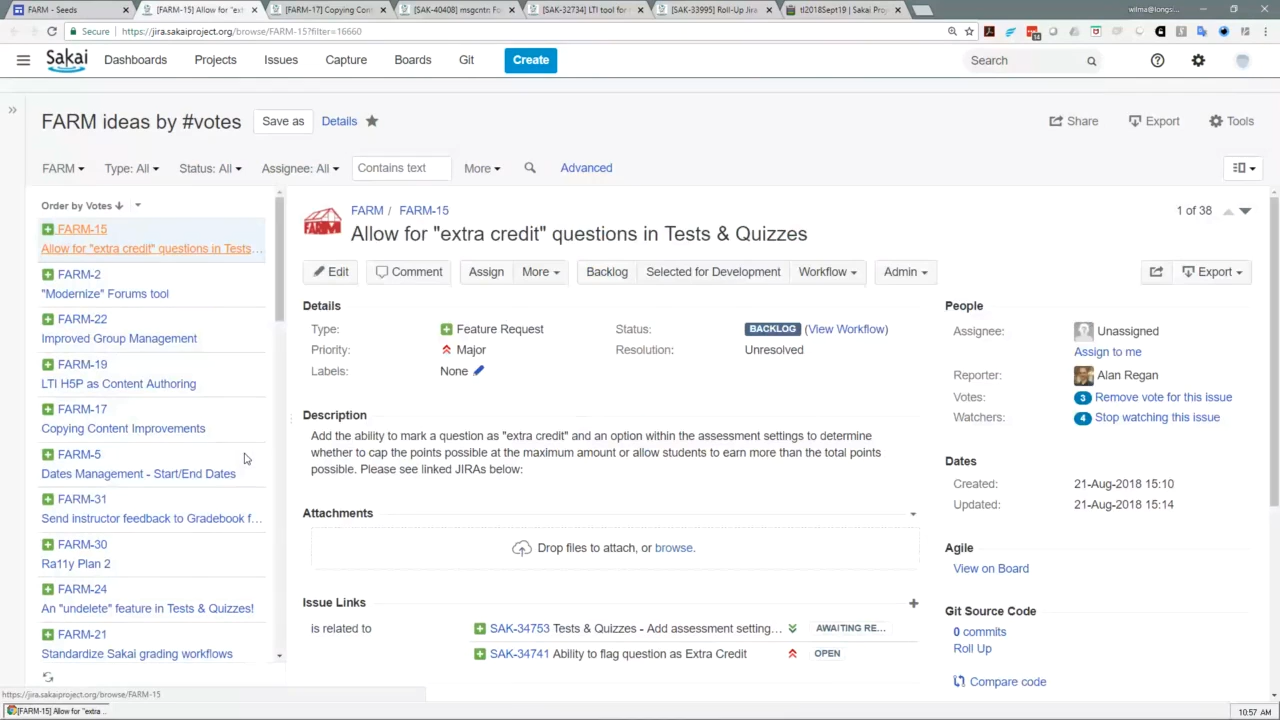 FARM - Seeds
[FARM-15] Allow for "ext
[FARM-17] Copying Cont
[SAK-40408] msgcntr: Fo
[SAK-32734] LTI tool for
[SAK-33995] Roll-Up Jira
tl2018Sept19 | Sakai Pro
wilma@longs
Secure
https://jira.sakaiproject.org/browse/FARM-15?filter=16660
Sakai
Dashboards
Projects
Issues
Capture
Boards
Git
Create
Search
FARM ideas by #votes
Save as
Details
Share
Export
Tools
FARM
Type: All
Status: All
Assignee: All
Contains text
More
Advanced
Order by Votes
FARM-15
Allow for "extra credit" questions in Tests...
FARM-2
"Modernize" Forums tool
FARM-22
Improved Group Management
FARM-19
LTI H5P as Content Authoring
FARM-17
Copying Content Improvements
FARM-5
Dates Management - Start/End Dates
FARM-31
Send instructor feedback to Gradebook f...
FARM-30
Ra11y Plan 2
FARM-24
An "undelete" feature in Tests & Quizzes!
FARM-21
Standardize Sakai grading workflows
FARM
FARM / FARM-15
1 of 38
Allow for "extra credit" questions in Tests & Quizzes
Edit
Comment
Assign
More
Backlog
Selected for Development
Workflow
Admin
Export
Details
Type:
Feature Request
Status:
BACKLOG (View Workflow)
Priority:
Major
Resolution:
Unresolved
Labels:
None
Description
Add the ability to mark a question as "extra credit" and an option within the assessment settings to determine
whether to cap the points possible at the maximum amount or allow students to earn more than the total points
possible. Please see linked JIRAs below:
Attachments
Drop files to attach, or browse.
Issue Links
is related to
SAK-34753 Tests & Quizzes - Add assessment setting...
AWAITING RE...
SAK-34741 Ability to flag question as Extra Credit
OPEN
People
Assignee:
Unassigned
Assign to me
Reporter:
Alan Regan
Votes:
3 Remove vote for this issue
Watchers:
4 Stop watching this issue
Dates
Created:
21-Aug-2018 15:10
Updated:
21-Aug-2018 15:14
Agile
View on Board
Git Source Code
0 commits
Roll Up
Compare code
https://jira.sakaiproject.org/browse/FARM-15
[FARM-15] Allow for "extra ..
10:57 AM